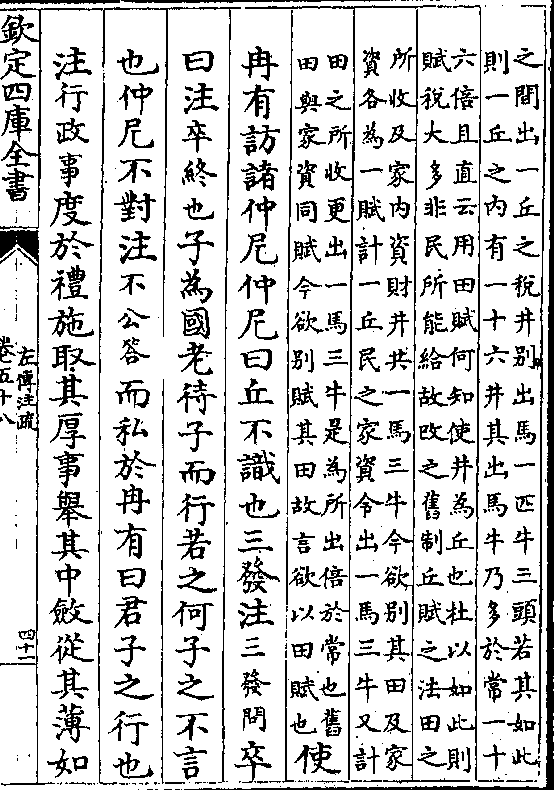 之間出一丘之稅井别出馬一匹牛三頭若其如此
則一丘之內有一十六井其出馬牛乃多於常一十
六倍且直云用田賦何知使井為丘也杜以如此則
賦稅大多非民所能給故改之舊制丘賦之法田之
所收及家內資財井共一馬三牛今欲别其田及家
資各為一賦計一丘民之家資令出一馬三牛又計
田之所收更出一馬三牛是為所出倍於常也舊
田與家資同賦今欲别賦其田故言欲以田賦也
使
冉有訪諸仲尼仲尼曰丘不識也三發注三發問卒
曰注卒終也子為國老待子而行若之何子之不言
也仲尼不對注不公答而私於冉有曰君子之行也
注行政事度於禮施取其厚事舉其中斂從其薄如
欽定四庫全書
左傳注疏
卷五十八
四十一